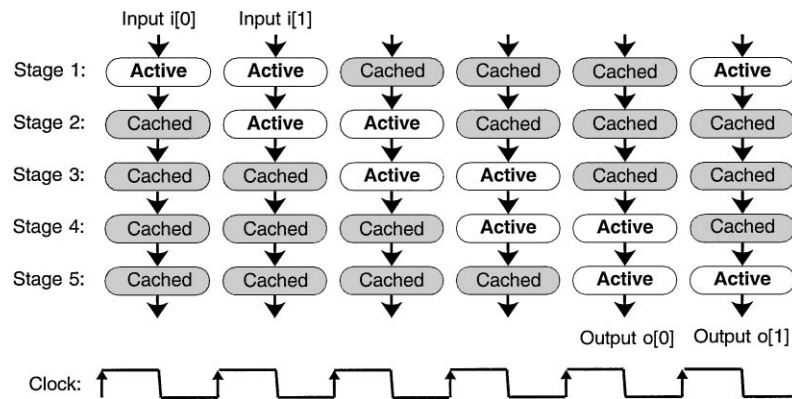 Input i[0] Input i[1]
Stage 1: Active Active Cached Cached Cached Active
Stage 2: Cached Active Active Cached Cached Cached
Stage 3: Cached Cached Active Active Cached Cached
Stage 4: Cached Cached Cached Active Active Cached
Stage 5: Cached Cached Cached Cached Active Active
Output o[0] Output o[1]
Clock: